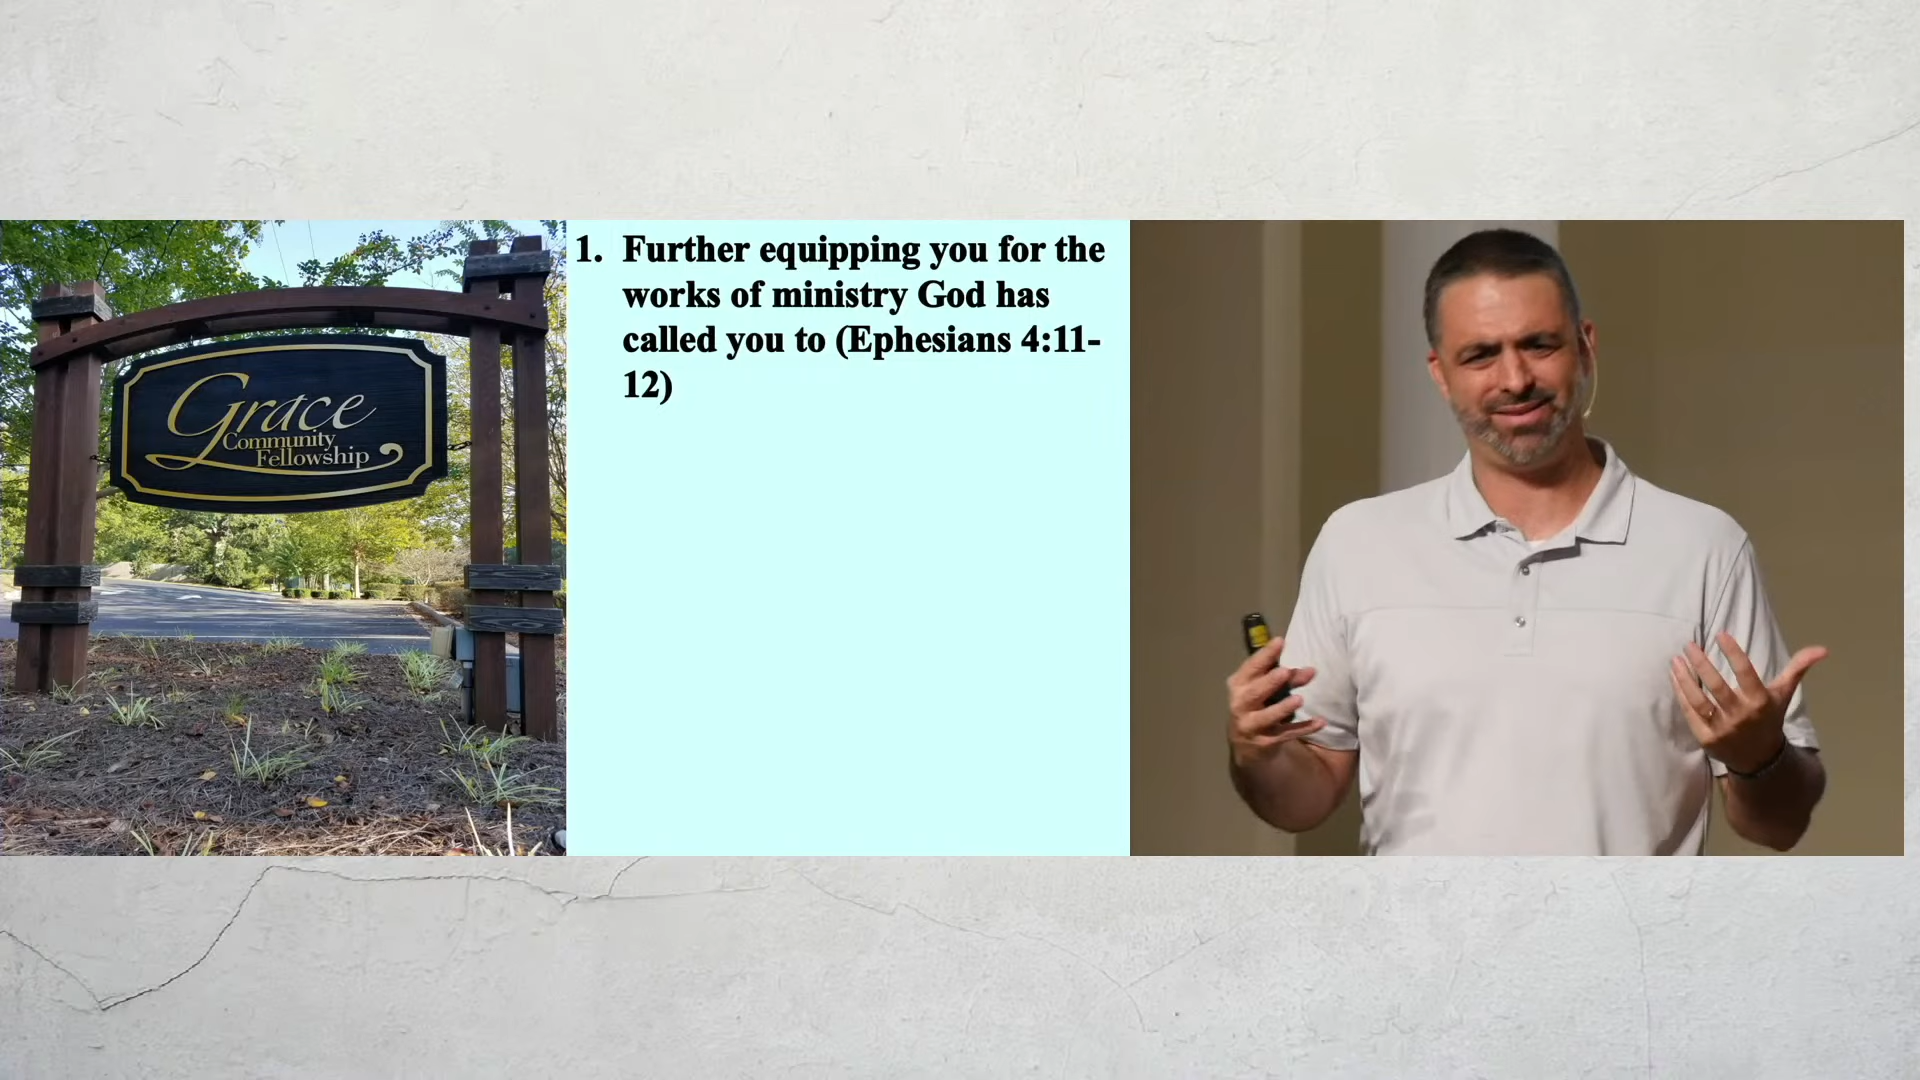 Grace
Community
Fellowship
1. Further equipping you for the
works of ministry God has
called you to (Ephesians 4:11-
12)